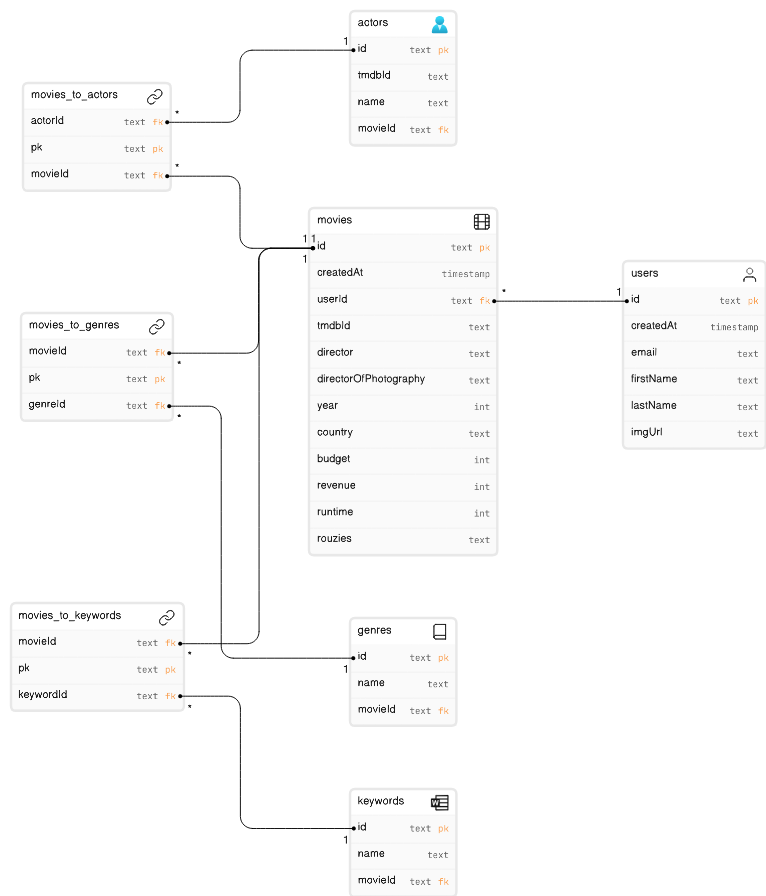 actors
1
id text pk
tmdbId text
name text
movieId text fk
movies_to_actors
actorId text fk *
pk text pk
movieId text fk *
movies
1 1
id text pk
1
createdAt timestamp
userId text fk *
tmdbId text
director text
directorOfPhotography text
year int
country text
budget int
revenue int
runtime int
rouzies text
users
1
id text pk
createdAt timestamp
email text
firstName text
lastName text
imgUrl text
movies_to_genres
movieId text fk
*
pk text pk
genreId text fk
*
movies_to_keywords
movieId text fk
*
pk text pk
keywordId text fk
*
genres
id text pk
1
name text
movieId text fk
keywords
id text pk
1
name text
movieId text fk